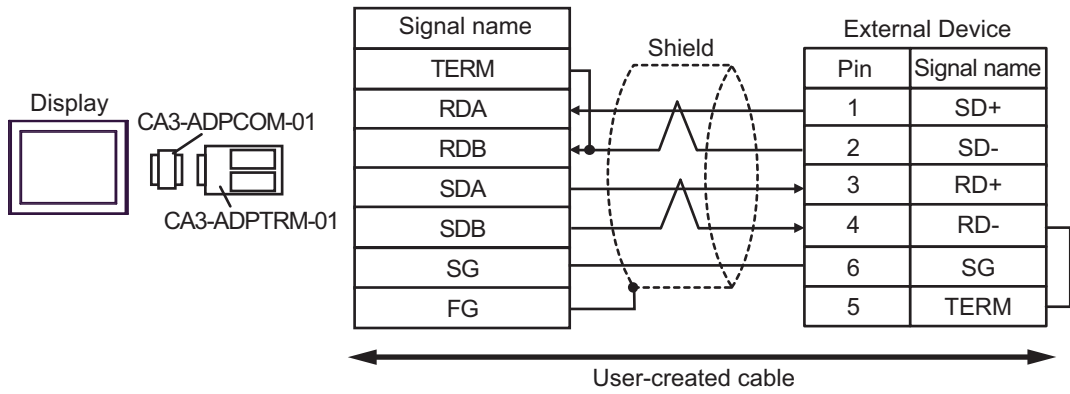 Display
CA3-ADPCOM-01
CA3-ADPTRM-01
Signal name
TERM
RDA
RDB
SDA
SDB
SG
FG
Shield
External Device
Pin Signal name
1 SD+
2 SD-
3 RD+
4 RD-
6 SG
5 TERM
User-created cable